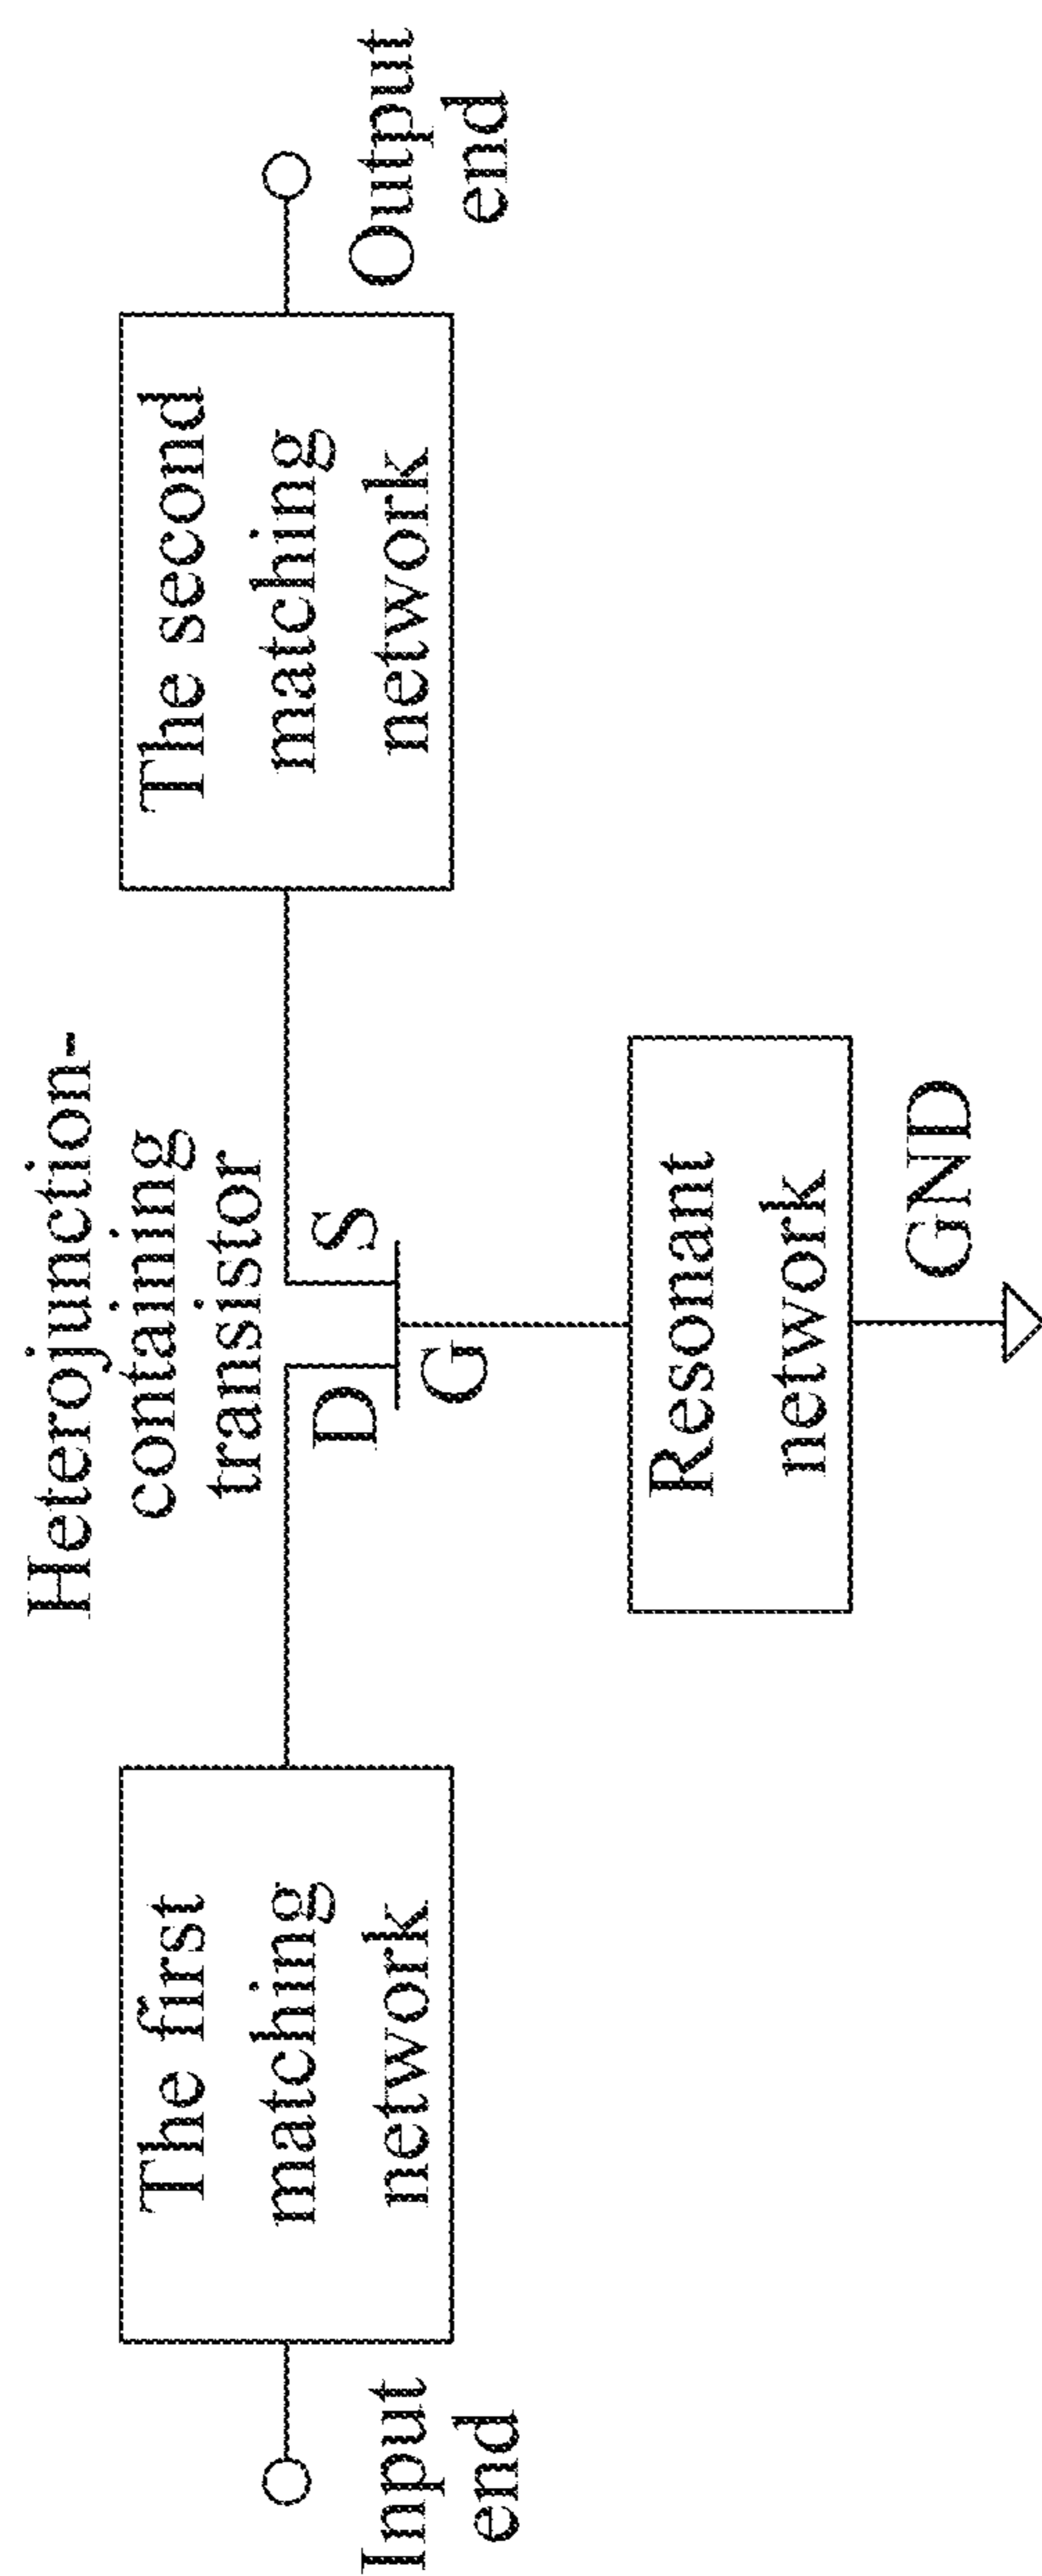 Heterojunction-
containing
transistor
Input
end
The first
matching
network
D
S
G
The second
matching
network
Output
end
Resonant
network
GND